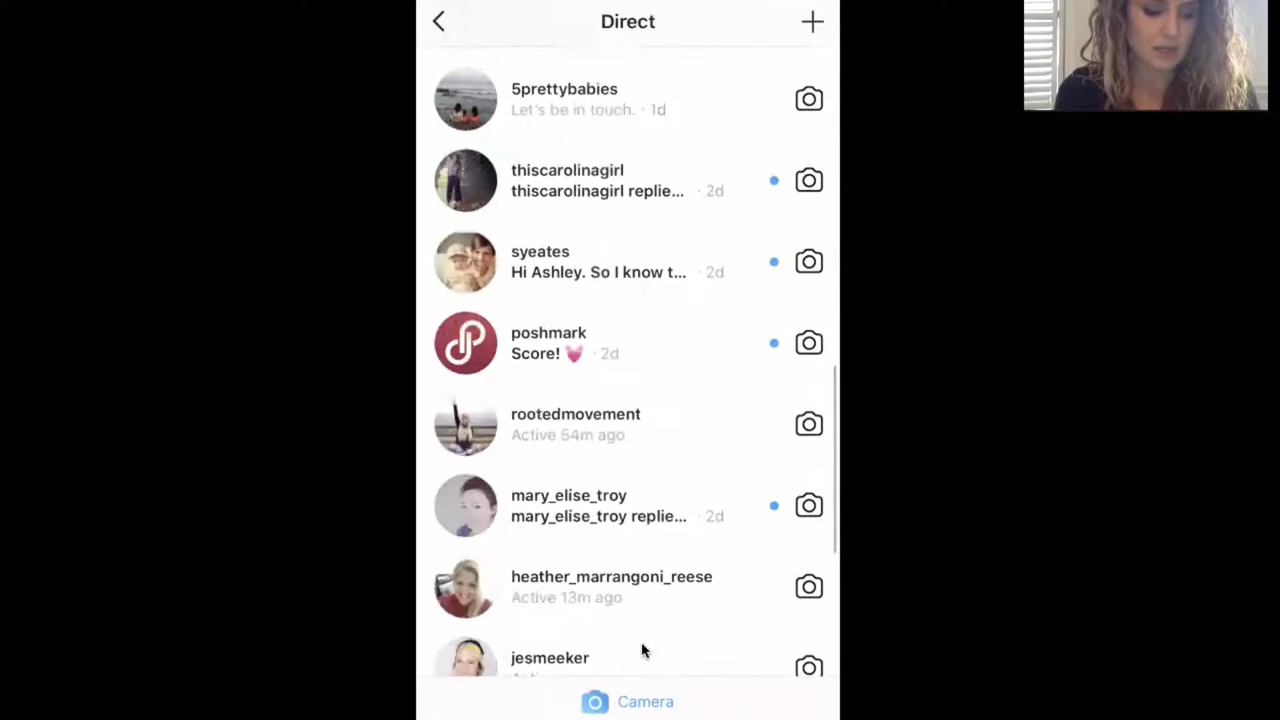 Direct
5prettybabies
Let's be in touch. · 1d
thiscarolinagirl
thiscarolinagirl replie... · 2d
syeates
Hi Ashley. So I know t... · 2d
poshmark
Score! 💓 · 2d
rootedmovement
Active 54m ago
mary_elise_troy
mary_elise_troy replie... · 2d
heather_marrangoni_reese
Active 13m ago
jesmeeker
Camera